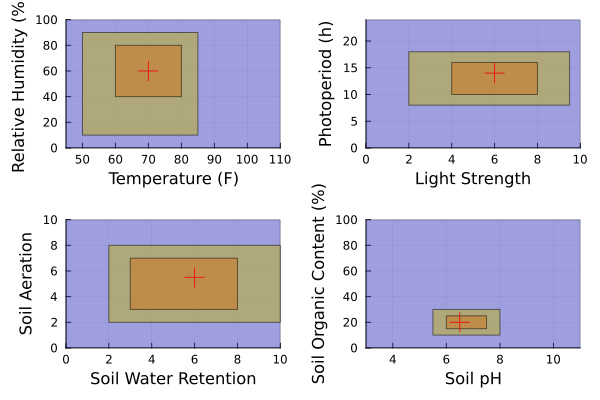 Relative Humidity (%
100
80
60
40
20
0
50 60 70 80 90 100 110
Temperature (F)
Photoperiod (h)
20
15
10
5
0
0 2 4 6 8 10
Light Strength
Soil Aeration
10
8
6
4
2
0
0 2 4 6 8 10
Soil Water Retention
Soil Organic Content (%)
100
80
60
40
20
0
4 6 8 10
Soil pH